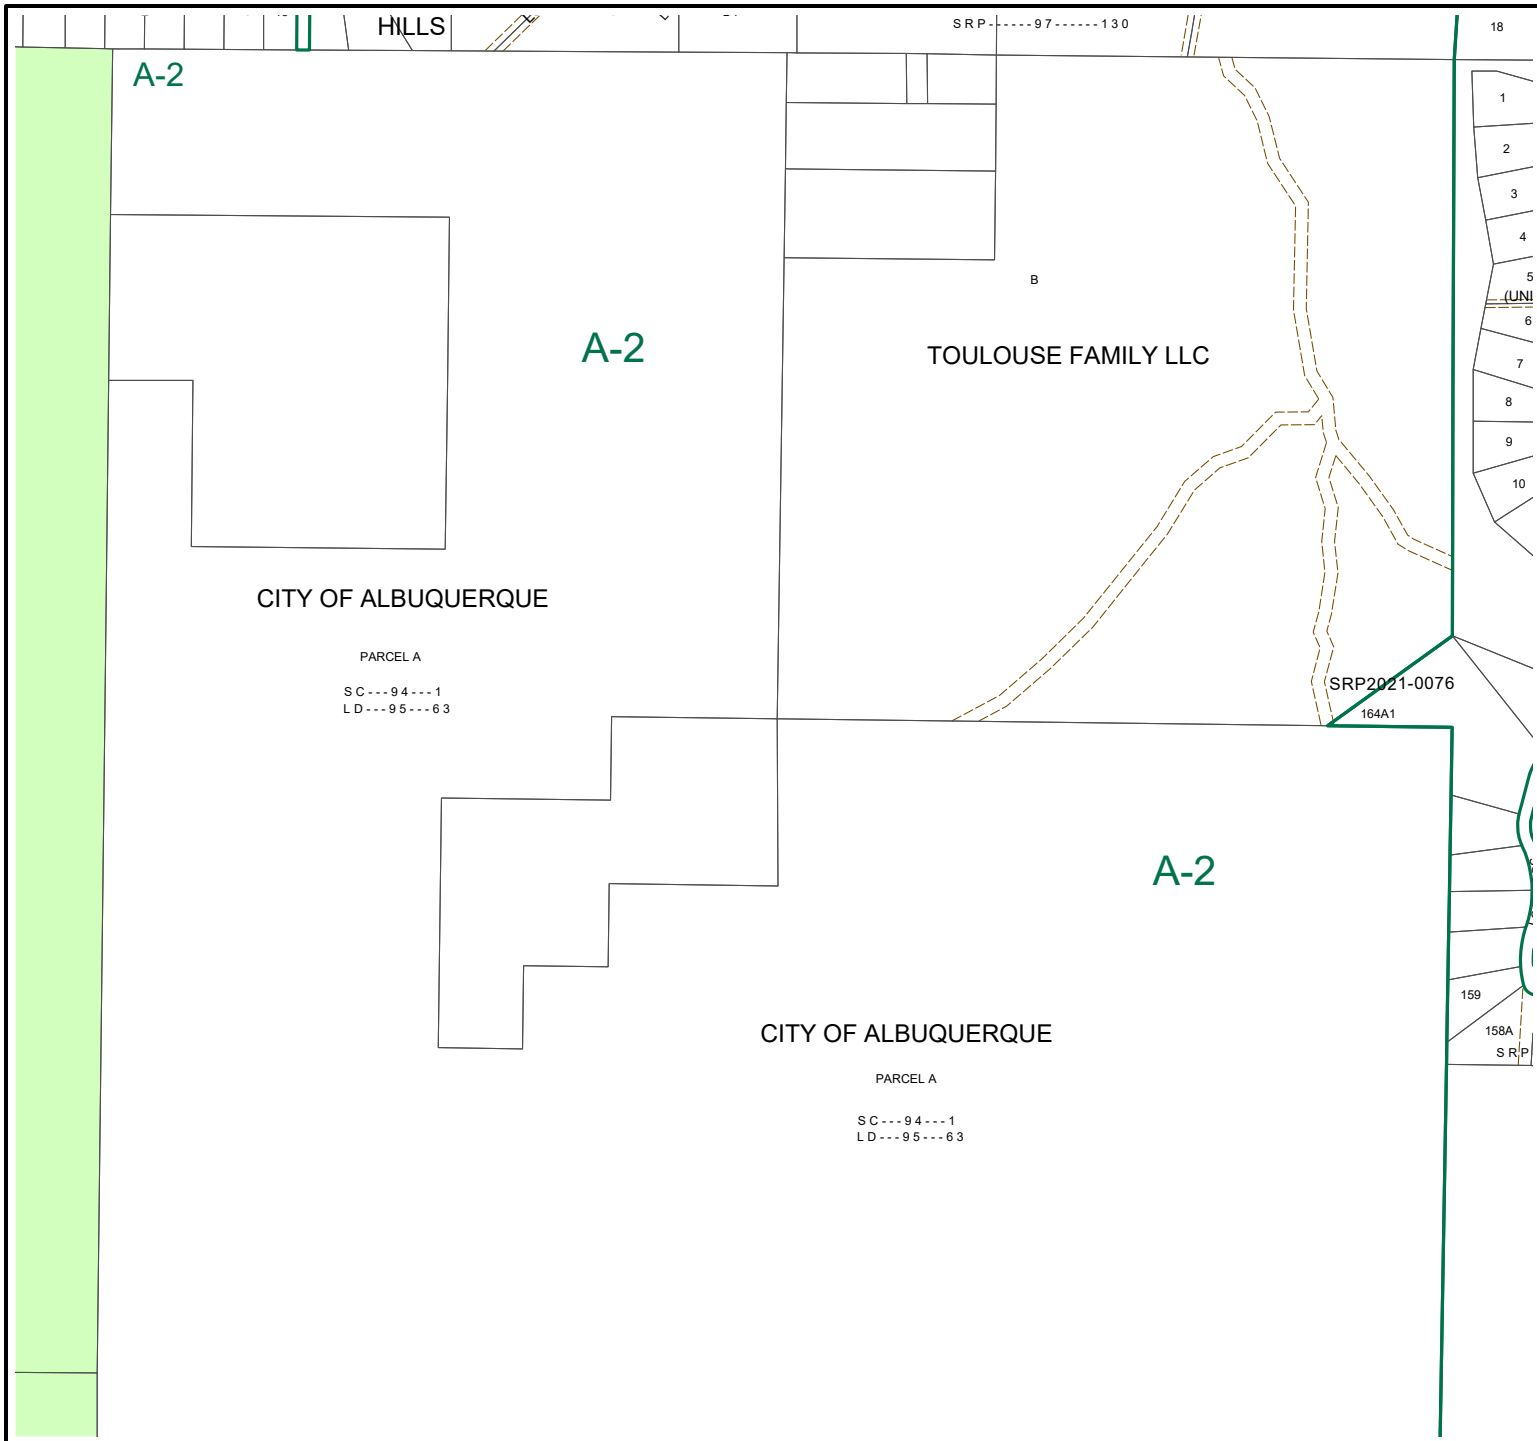 HILLS
SRP------97------130
18
A-2
1
2
3
4
5
(UNI
6
7
8
9
10
B
A-2
TOULOUSE FAMILY LLC
CITY OF ALBUQUERQUE
PARCEL A
SC---94---1
LD---95---63
SRP2021-0076
164A1
A-2
159
158A
SRP
CITY OF ALBUQUERQUE
PARCEL A
SC---94---1
LD---95---63